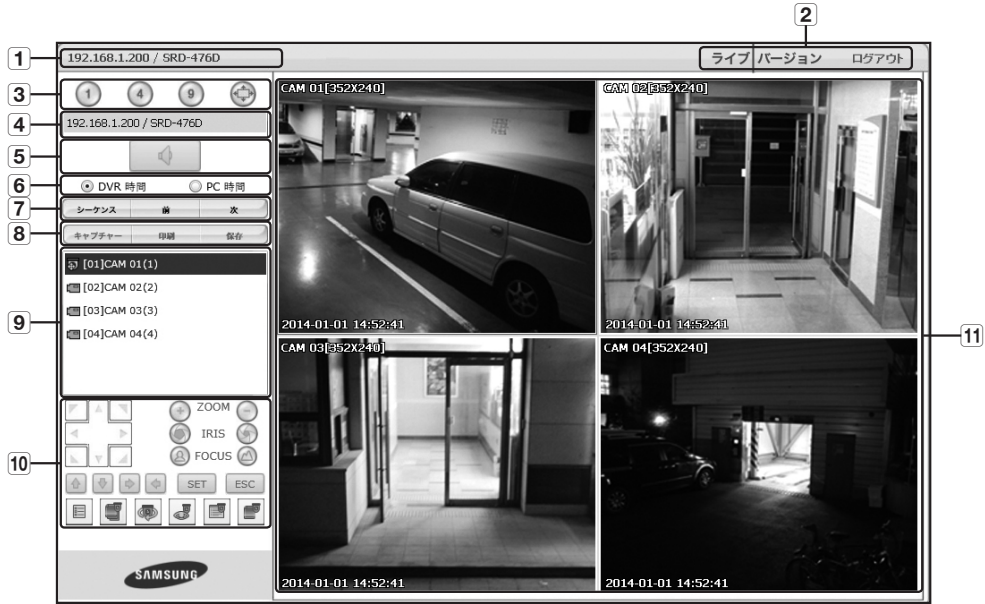 2
1
192.168.1.200 / SRD-476D
ライブ バージョン ログアウト
3
1 4 9
4
192.168.1.200 / SRD-476D
5
6
DVR 時間 PC 時間
7
シーケンス 前 次
8
キャプチャー 印刷 保存
9
[01]CAM 01(1)
[02]CAM 02(2)
[03]CAM 03(3)
[04]CAM 04(4)
10
ZOOM
IRIS
FOCUS
SET ESC
SAMSUNG
CAM 01[352X240]
2014-01-01 14:52:41
CAM 02[352X240]
2014-01-01 14:52:41
CAM 03[352X240]
2014-01-01 14:52:41
CAM 04[352X240]
2014-01-01 14:52:41
11